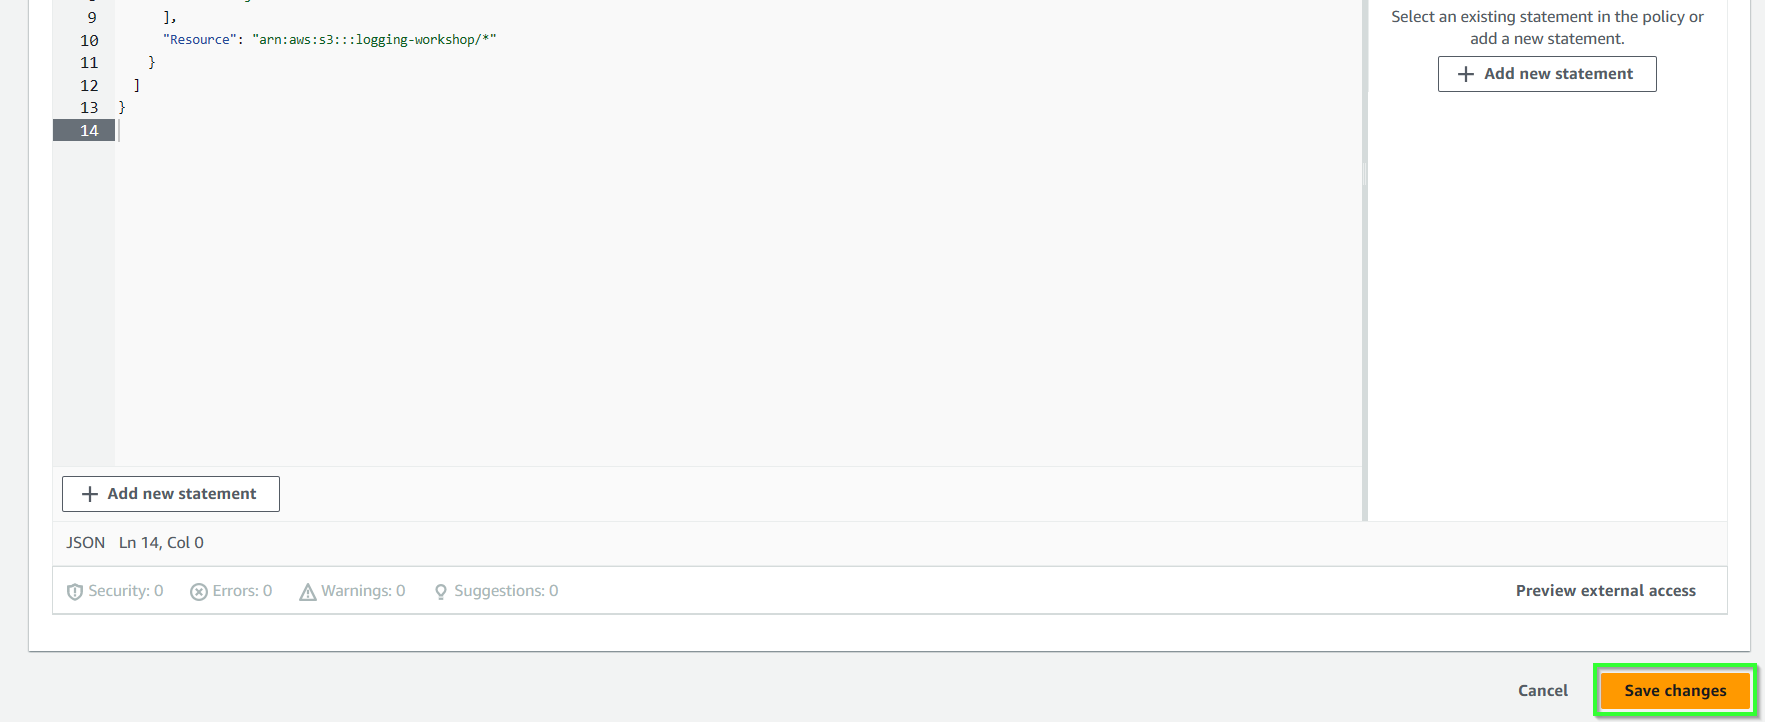 9 ],
10 "Resource": "arn:aws:s3:::logging-workshop/*"
11 }
12 ]
13 }
14
Select an existing statement in the policy or
add a new statement.
+ Add new statement
+ Add new statement
JSON Ln 14, Col 0
Security: 0 Errors: 0 Warnings: 0 Suggestions: 0
Preview external access
Cancel Save changes